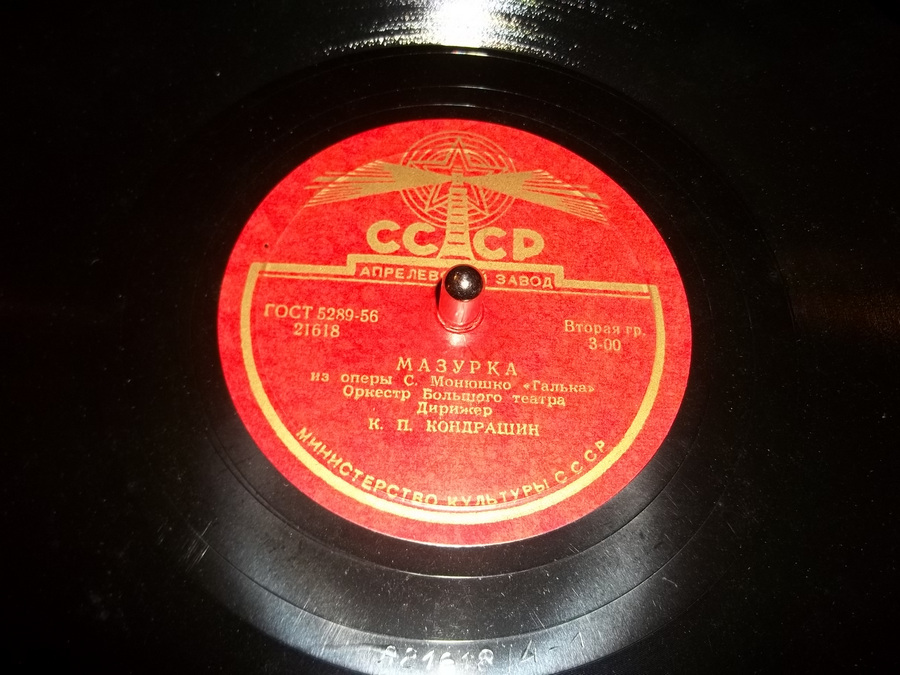 СССР
АПРЕЛЕВСКИЙ ЗАВОД
ГОСТ 5289-56
21618
Вторая гр.
3-00
МАЗУРКА
из оперы С. Монюшко «Галька»
Оркестр Большого театра
Дирижер
К. П. КОНДРАШИН
МИНИСТЕРСТВО КУЛЬТУРЫ СССР